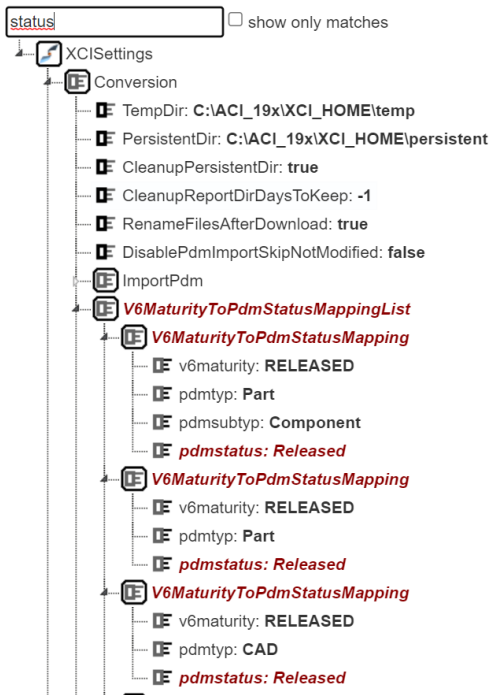 status
show only matches
XCISettings
Conversion
TempDir: C:\ACI_19x\XCI_HOME\temp
PersistentDir: C:\ACI_19x\XCI_HOME\persistent
CleanupPersistentDir: true
CleanupReportDirDaysToKeep: -1
RenameFilesAfterDownload: true
DisablePdmImportSkipNotModified: false
ImportPdm
V6MaturityToPdmStatusMappingList
V6MaturityToPdmStatusMapping
v6maturity: RELEASED
pdmtyp: Part
pdmsubtyp: Component
pdmstatus: Released
V6MaturityToPdmStatusMapping
v6maturity: RELEASED
pdmtyp: Part
pdmstatus: Released
V6MaturityToPdmStatusMapping
v6maturity: RELEASED
pdmtyp: CAD
pdmstatus: Released